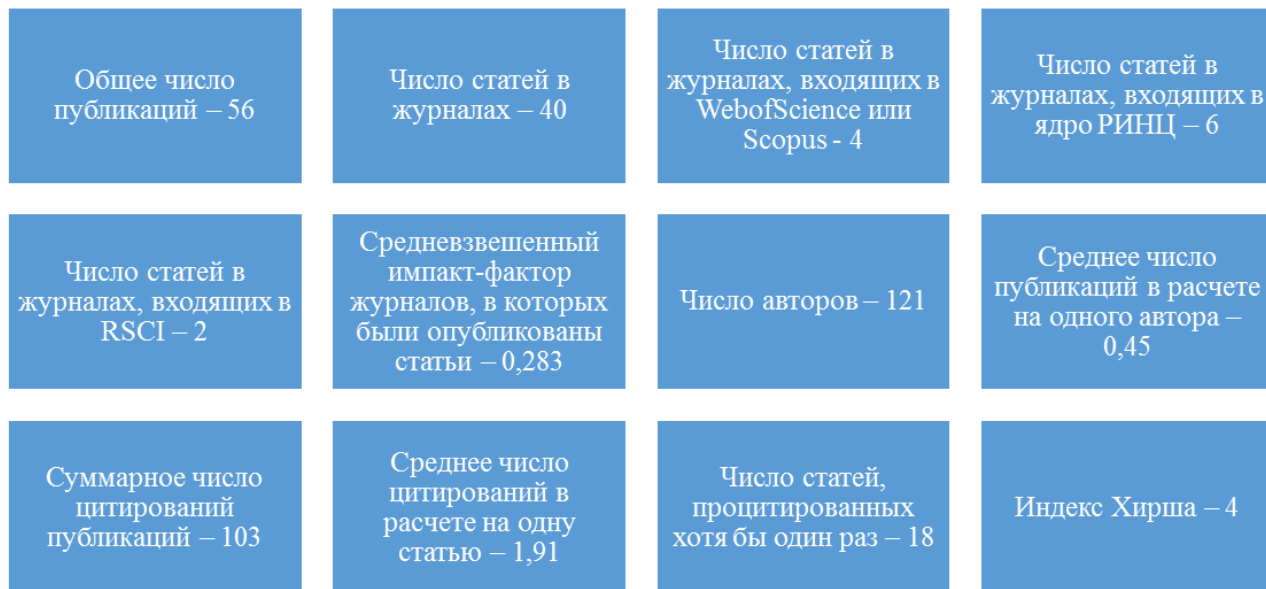 Общее число
публикаций – 56
Число статей в
журналах – 40
Число статей в
журналах, входящих в
WebofScience или
Scopus - 4
Число статей в
журналах, входящих в
ядро РИНЦ – 6
Число статей в
журналах, входящих в
RSCI – 2
Средневзвешенный
импакт-фактор
журналов, в которых
были опубликованы
статьи – 0,283
Число авторов – 121
Среднее число
публикаций в расчете
на одного автора –
0,45
Суммарное число
цитирований
публикаций – 103
Среднее число
цитирований в
расчете на одну
статью – 1,91
Число статей,
процитированных
хотя бы один раз – 18
Индекс Хирша – 4